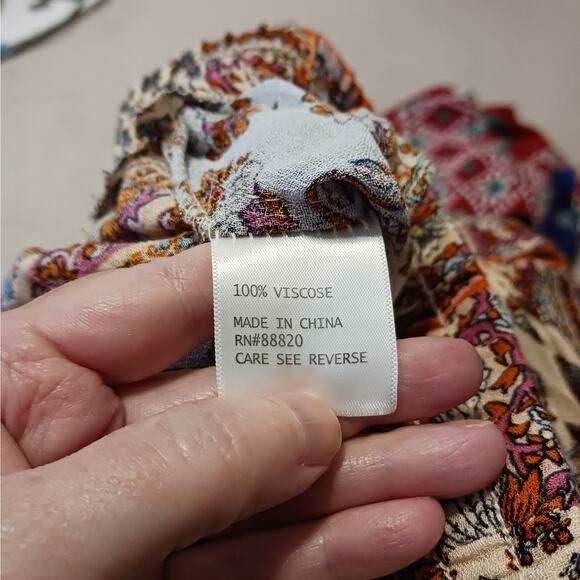 100% VISCOSE
MADE IN CHINA
RN#88820
CARE SEE REVERSE